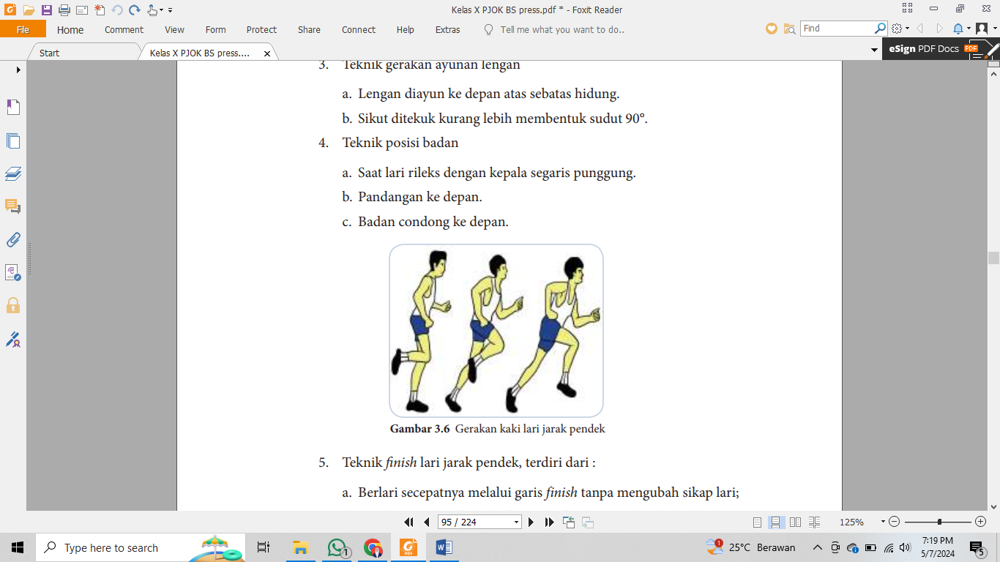 Kelas X PJOK BS press.pdf * - Foxit Reader
File Home Comment View Form Protect Share Connect Help Extras Tell me what you want to do.. Find
Start Kelas X PJOK BS press.... eSign PDF Docs PDF
3. Teknik gerakan ayunan lengan
a. Lengan diayun ke depan atas sebatas hidung.
b. Sikut ditekuk kurang lebih membentuk sudut 90°.
4. Teknik posisi badan
a. Saat lari rileks dengan kepala segaris punggung.
b. Pandangan ke depan.
c. Badan condong ke depan.
Gambar 3.6 Gerakan kaki lari jarak pendek
5. Teknik finish lari jarak pendek, terdiri dari :
a. Berlari secepatnya melalui garis finish tanpa mengubah sikap lari;
95 / 224 125%
Type here to search 1 PDF 1 25°C Berawan 7:19 PM
5/7/2024 5